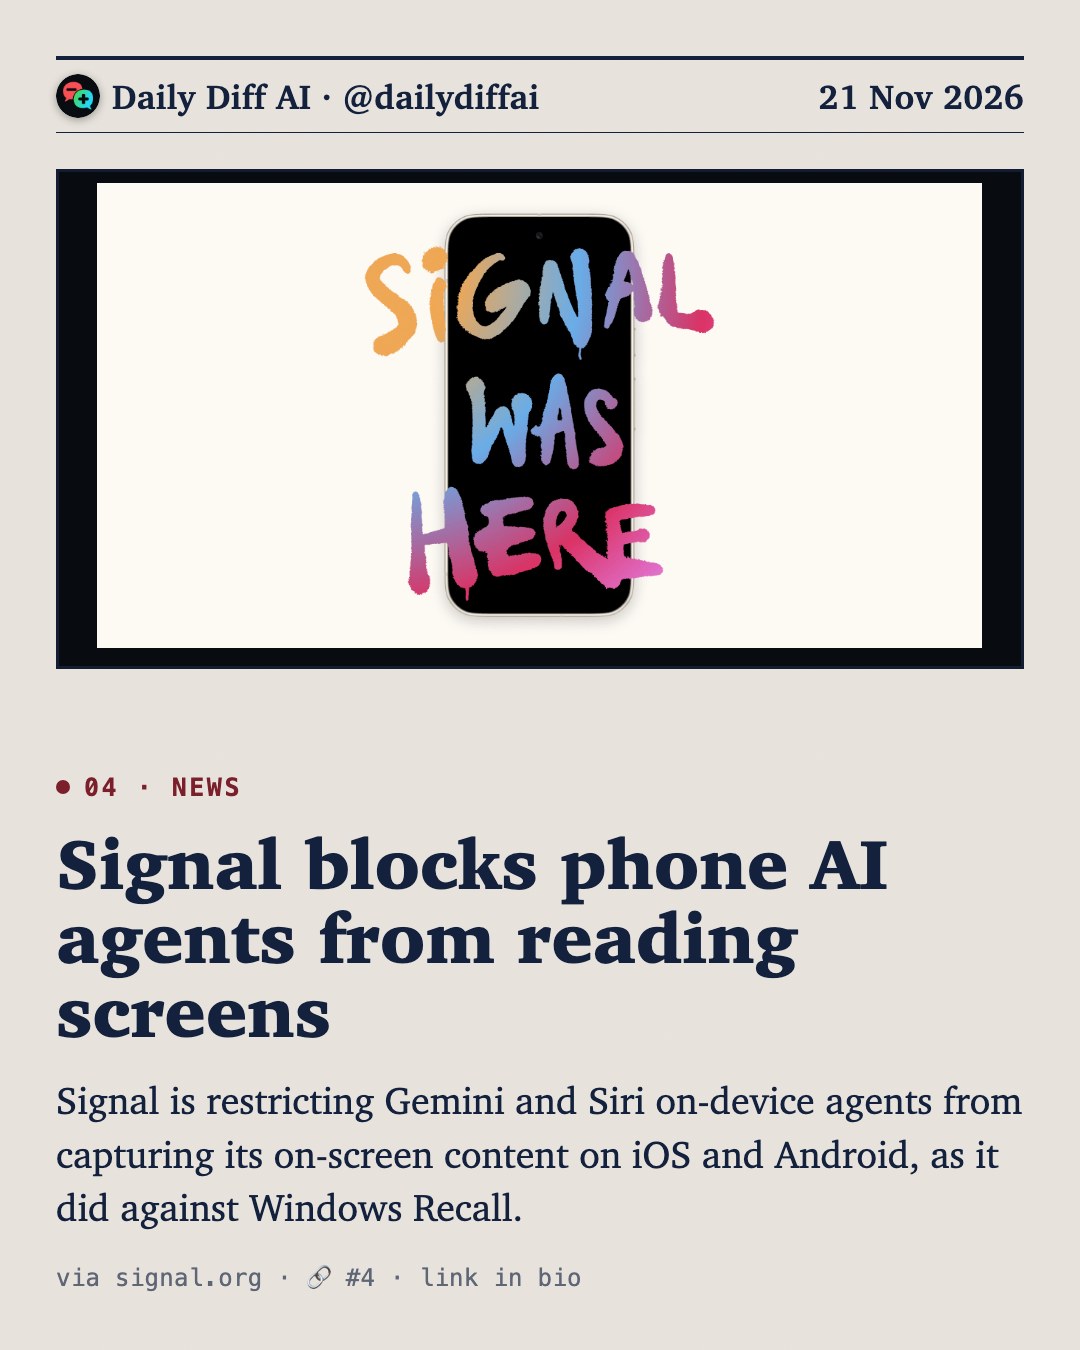 Daily Diff AI · @dailydiffai
21 Nov 2026
SiGNAL
WAS
HERE
04 · NEWS
Signal blocks phone AI
agents from reading
screens
Signal is restricting Gemini and Siri on-device agents from
capturing its on-screen content on iOS and Android, as it
did against Windows Recall.
via signal.org · 🔗 #4 · link in bio